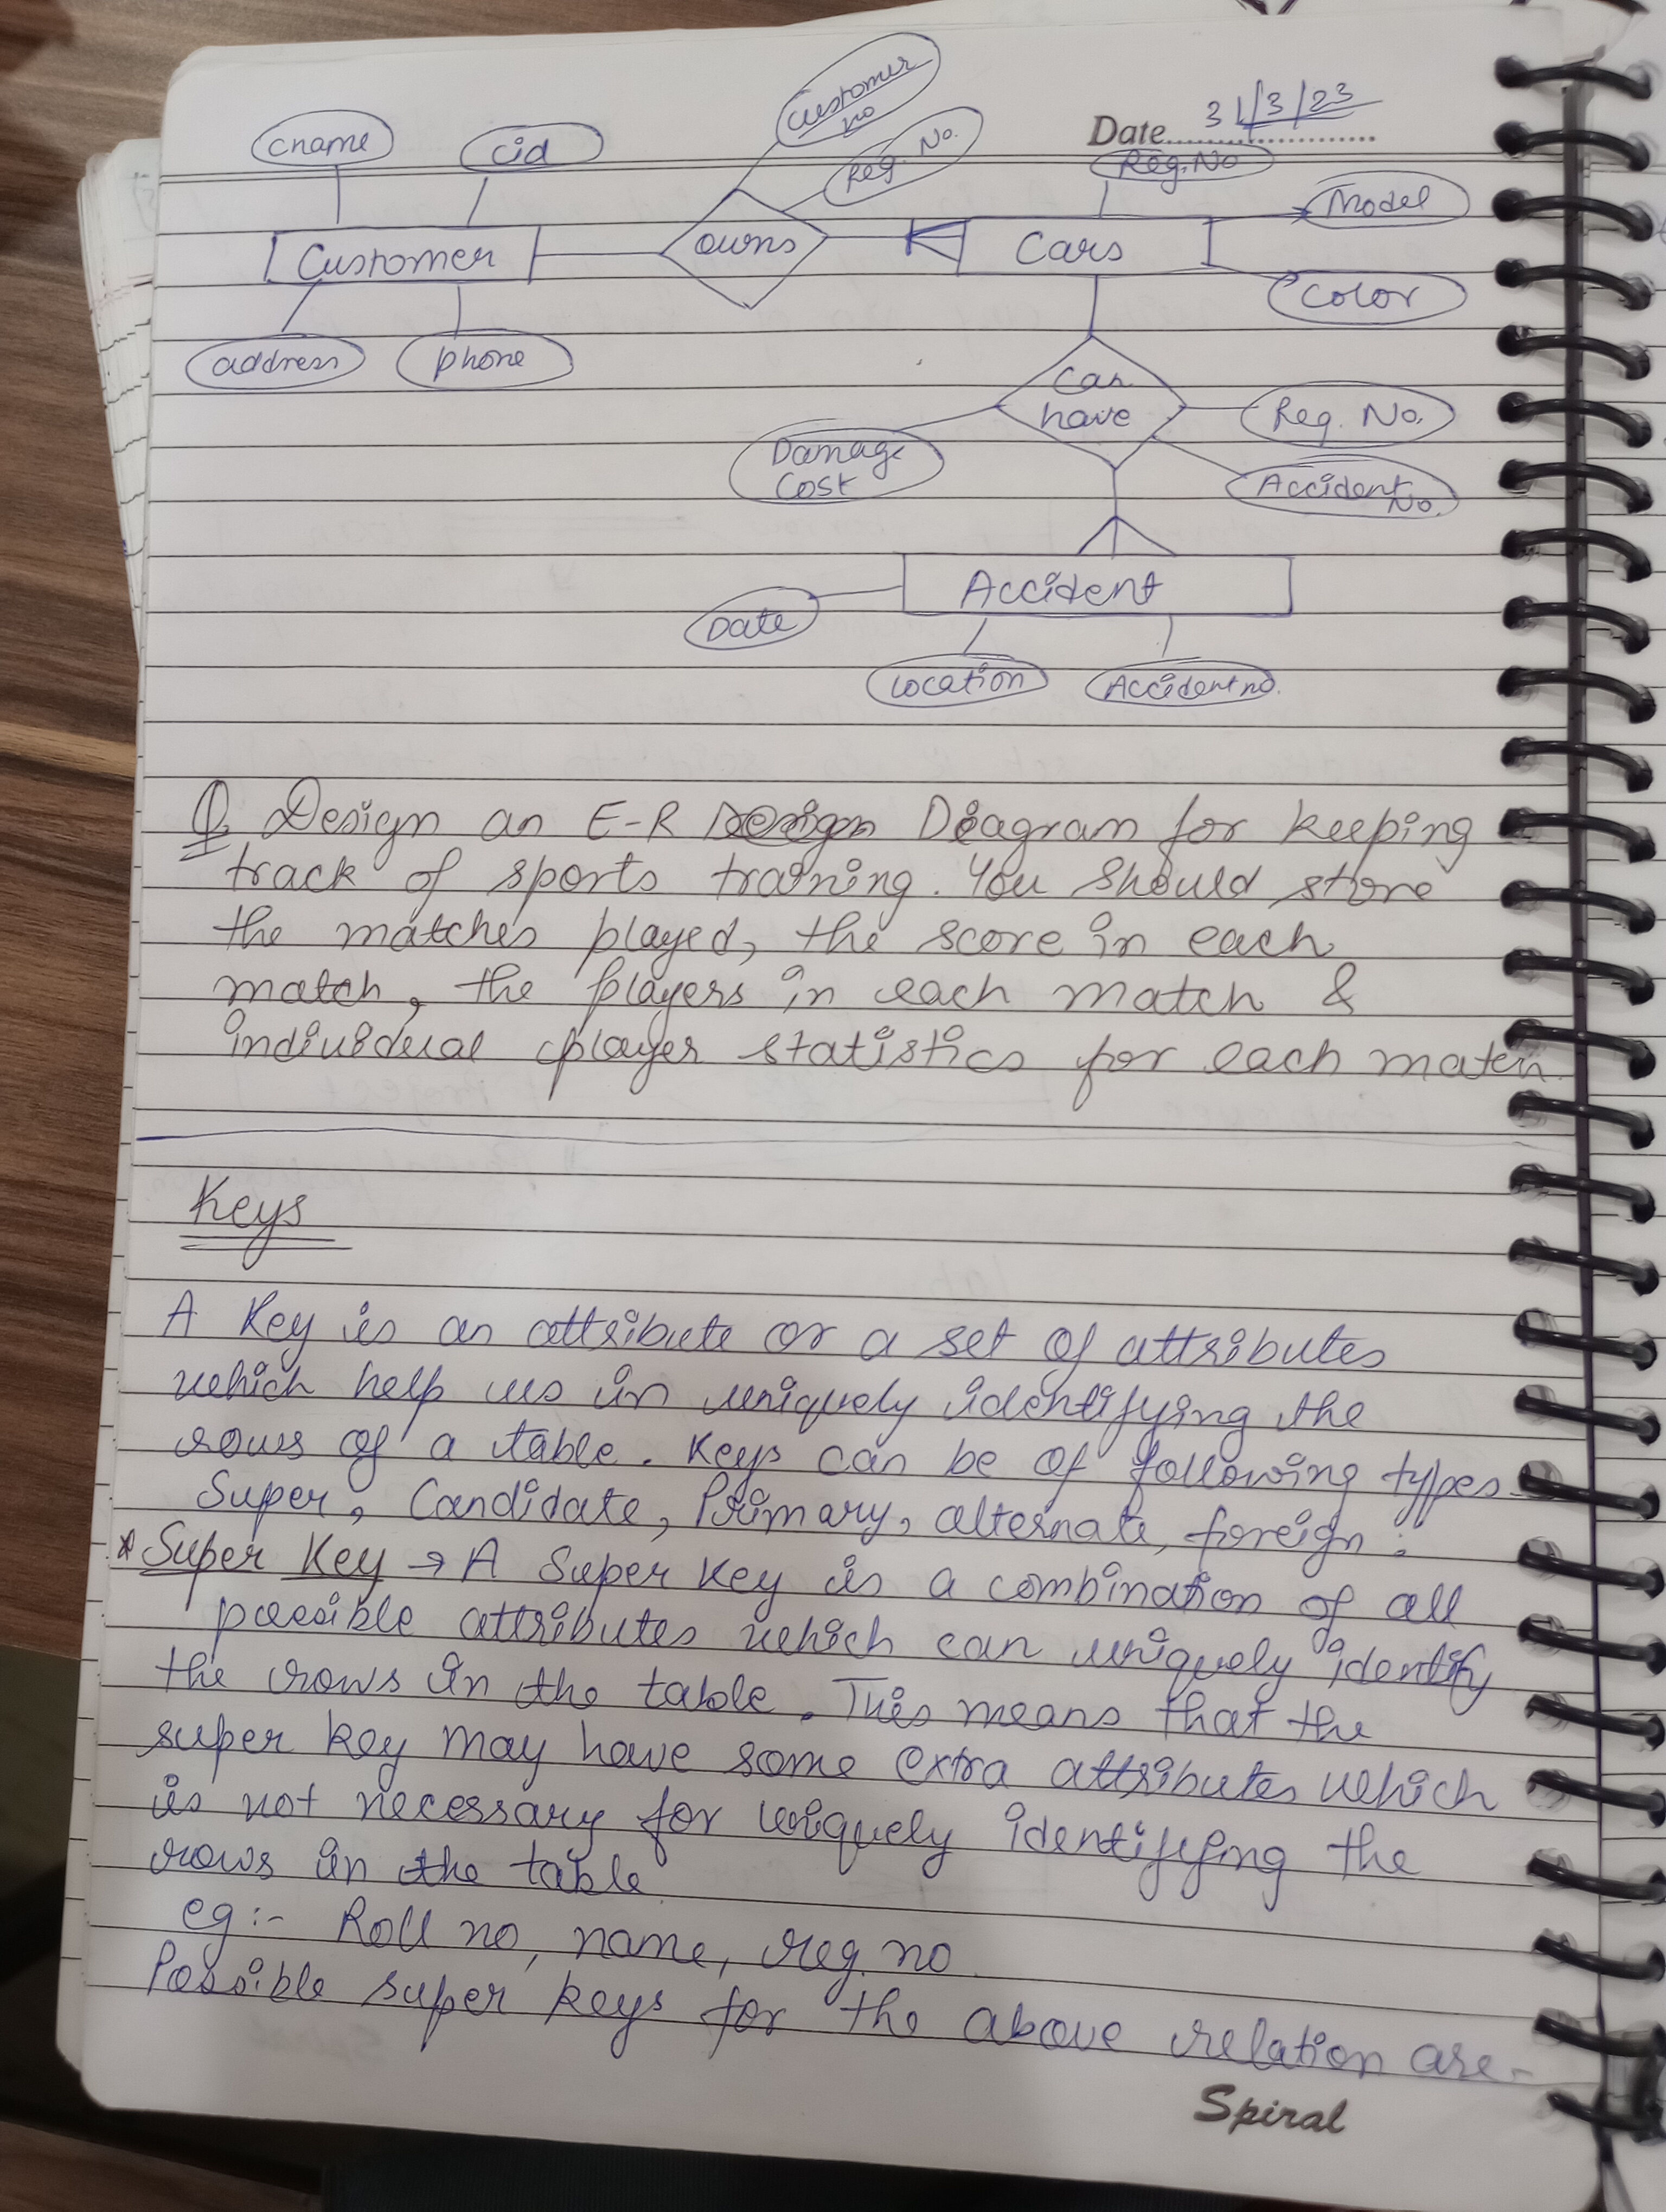 Date 31/3/23
cname
cid
Customer no
Reg. No.
Reg. No
Model
Customer
owns
Cars
Color
address
phone
Can have
Reg. No.
Damage Cost
Accident No.
Accident
Date
Location
Accident no.
Q Design an E-R Diagram for keeping
track of sports training. You should store
the matches played, the score in each
match, the players in each match &
individual player statistics for each match.
Keys
A Key is an attribute or a set of attributes
which help us in uniquely identifying the
rows of a table. Keys can be of following types -
Super, Candidate, Primary, alternate, foreign:
* Super Key → A Super Key is a combination of all
possible attributes which can uniquely identify
the rows in the table. This means that the
super key may have some extra attributes which
is not necessary for uniquely identifying the
rows in the table.
eg:- Roll no, name, reg. no.
Possible super keys for the above relation are -
Spiral